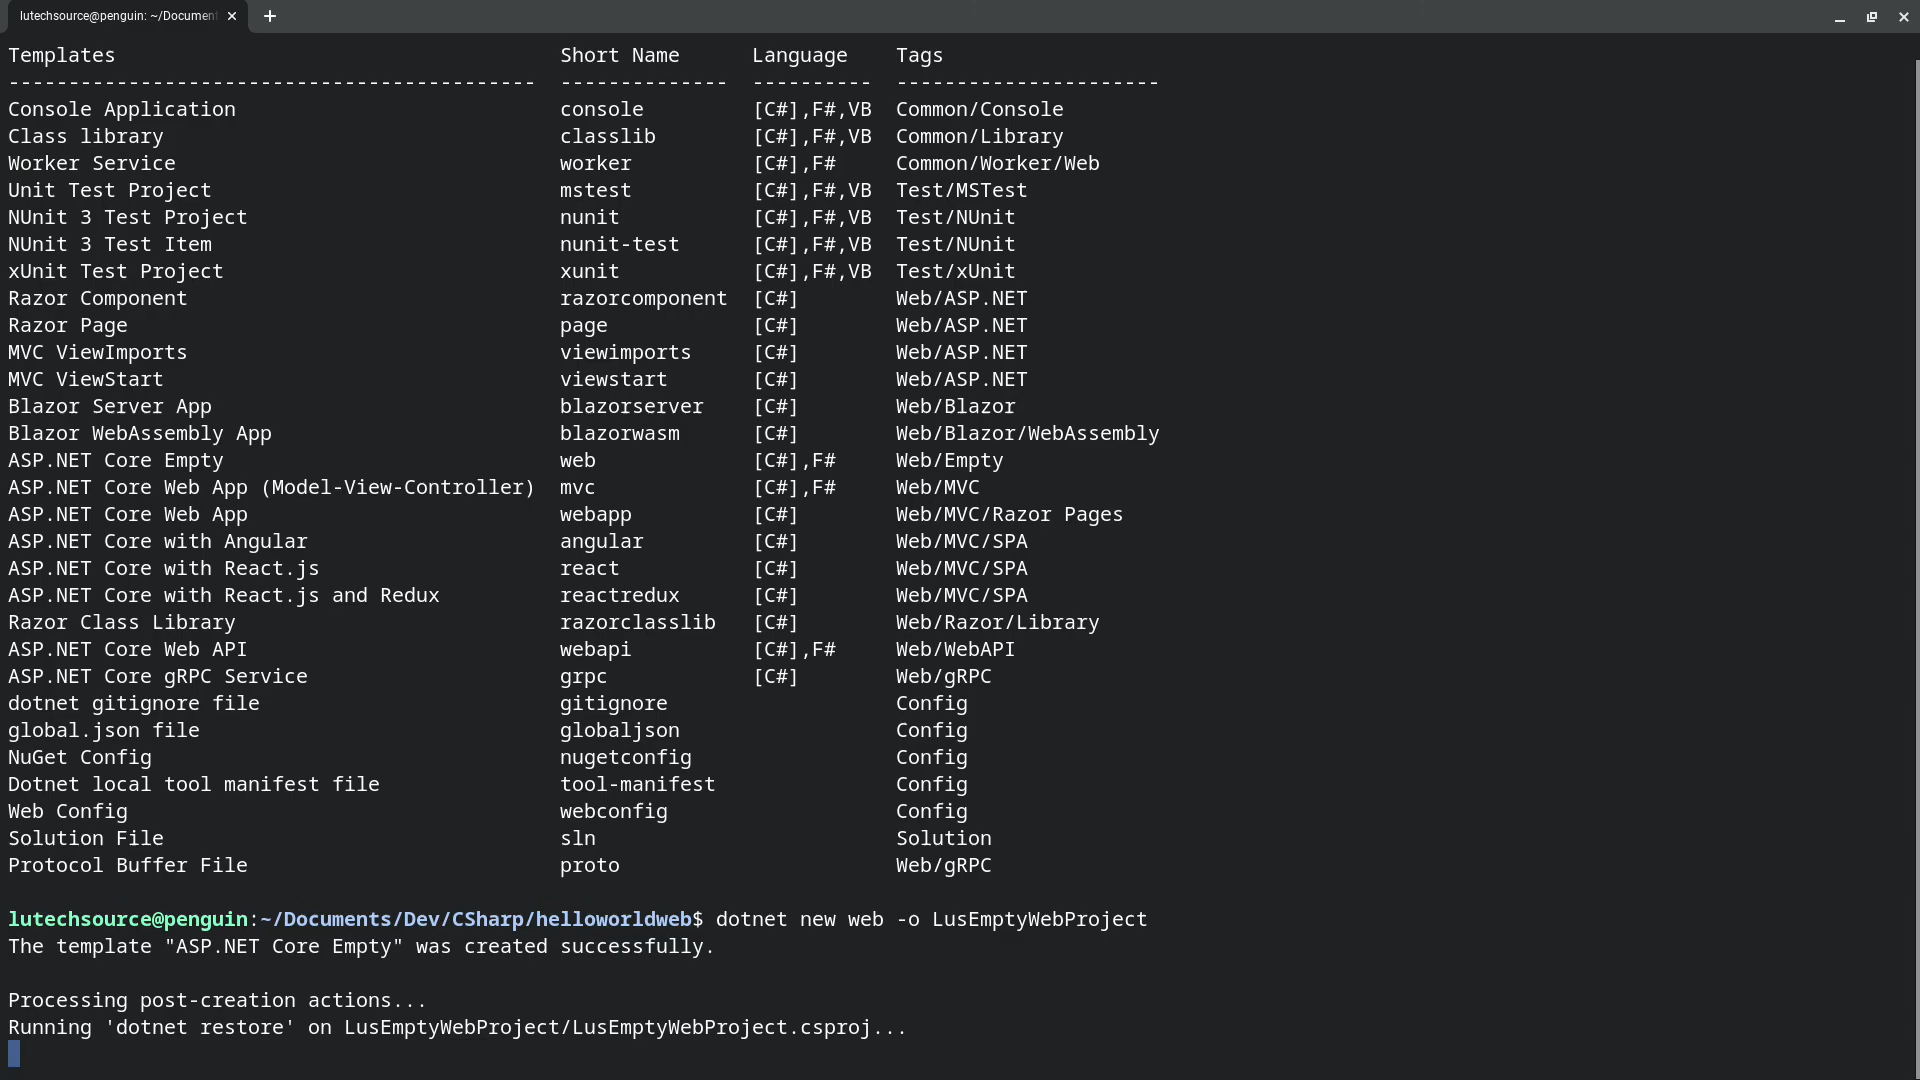 lutechsource@penguin: ~/Documen
Templates                                     Short Name      Language    Tags
--------------------------------------------  --------------  ----------  ----------------------
Console Application                           console         [C#],F#,VB  Common/Console
Class library                                 classlib        [C#],F#,VB  Common/Library
Worker Service                                worker          [C#],F#     Common/Worker/Web
Unit Test Project                             mstest          [C#],F#,VB  Test/MSTest
NUnit 3 Test Project                          nunit           [C#],F#,VB  Test/NUnit
NUnit 3 Test Item                             nunit-test      [C#],F#,VB  Test/NUnit
xUnit Test Project                            xunit           [C#],F#,VB  Test/xUnit
Razor Component                               razorcomponent  [C#]        Web/ASP.NET
Razor Page                                    page            [C#]        Web/ASP.NET
MVC ViewImports                               viewimports     [C#]        Web/ASP.NET
MVC ViewStart                                 viewstart       [C#]        Web/ASP.NET
Blazor Server App                             blazorserver    [C#]        Web/Blazor
Blazor WebAssembly App                        blazorwasm      [C#]        Web/Blazor/WebAssembly
ASP.NET Core Empty                            web             [C#],F#     Web/Empty
ASP.NET Core Web App (Model-View-Controller)  mvc             [C#],F#     Web/MVC
ASP.NET Core Web App                          webapp          [C#]        Web/MVC/Razor Pages
ASP.NET Core with Angular                     angular         [C#]        Web/MVC/SPA
ASP.NET Core with React.js                    react           [C#]        Web/MVC/SPA
ASP.NET Core with React.js and Redux          reactredux      [C#]        Web/MVC/SPA
Razor Class Library                           razorclasslib   [C#]        Web/Razor/Library
ASP.NET Core Web API                          webapi          [C#],F#     Web/WebAPI
ASP.NET Core gRPC Service                     grpc            [C#]        Web/gRPC
dotnet gitignore file                         gitignore                   Config
global.json file                              globaljson                  Config
NuGet Config                                  nugetconfig                 Config
Dotnet local tool manifest file               tool-manifest               Config
Web Config                                    webconfig                   Config
Solution File                                 sln                         Solution
Protocol Buffer File                          proto                       Web/gRPC
lutechsource@penguin:~/Documents/Dev/CSharp/helloworldweb$ dotnet new web -o LusEmptyWebProject
The template "ASP.NET Core Empty" was created successfully.
Processing post-creation actions...
Running 'dotnet restore' on LusEmptyWebProject/LusEmptyWebProject.csproj...